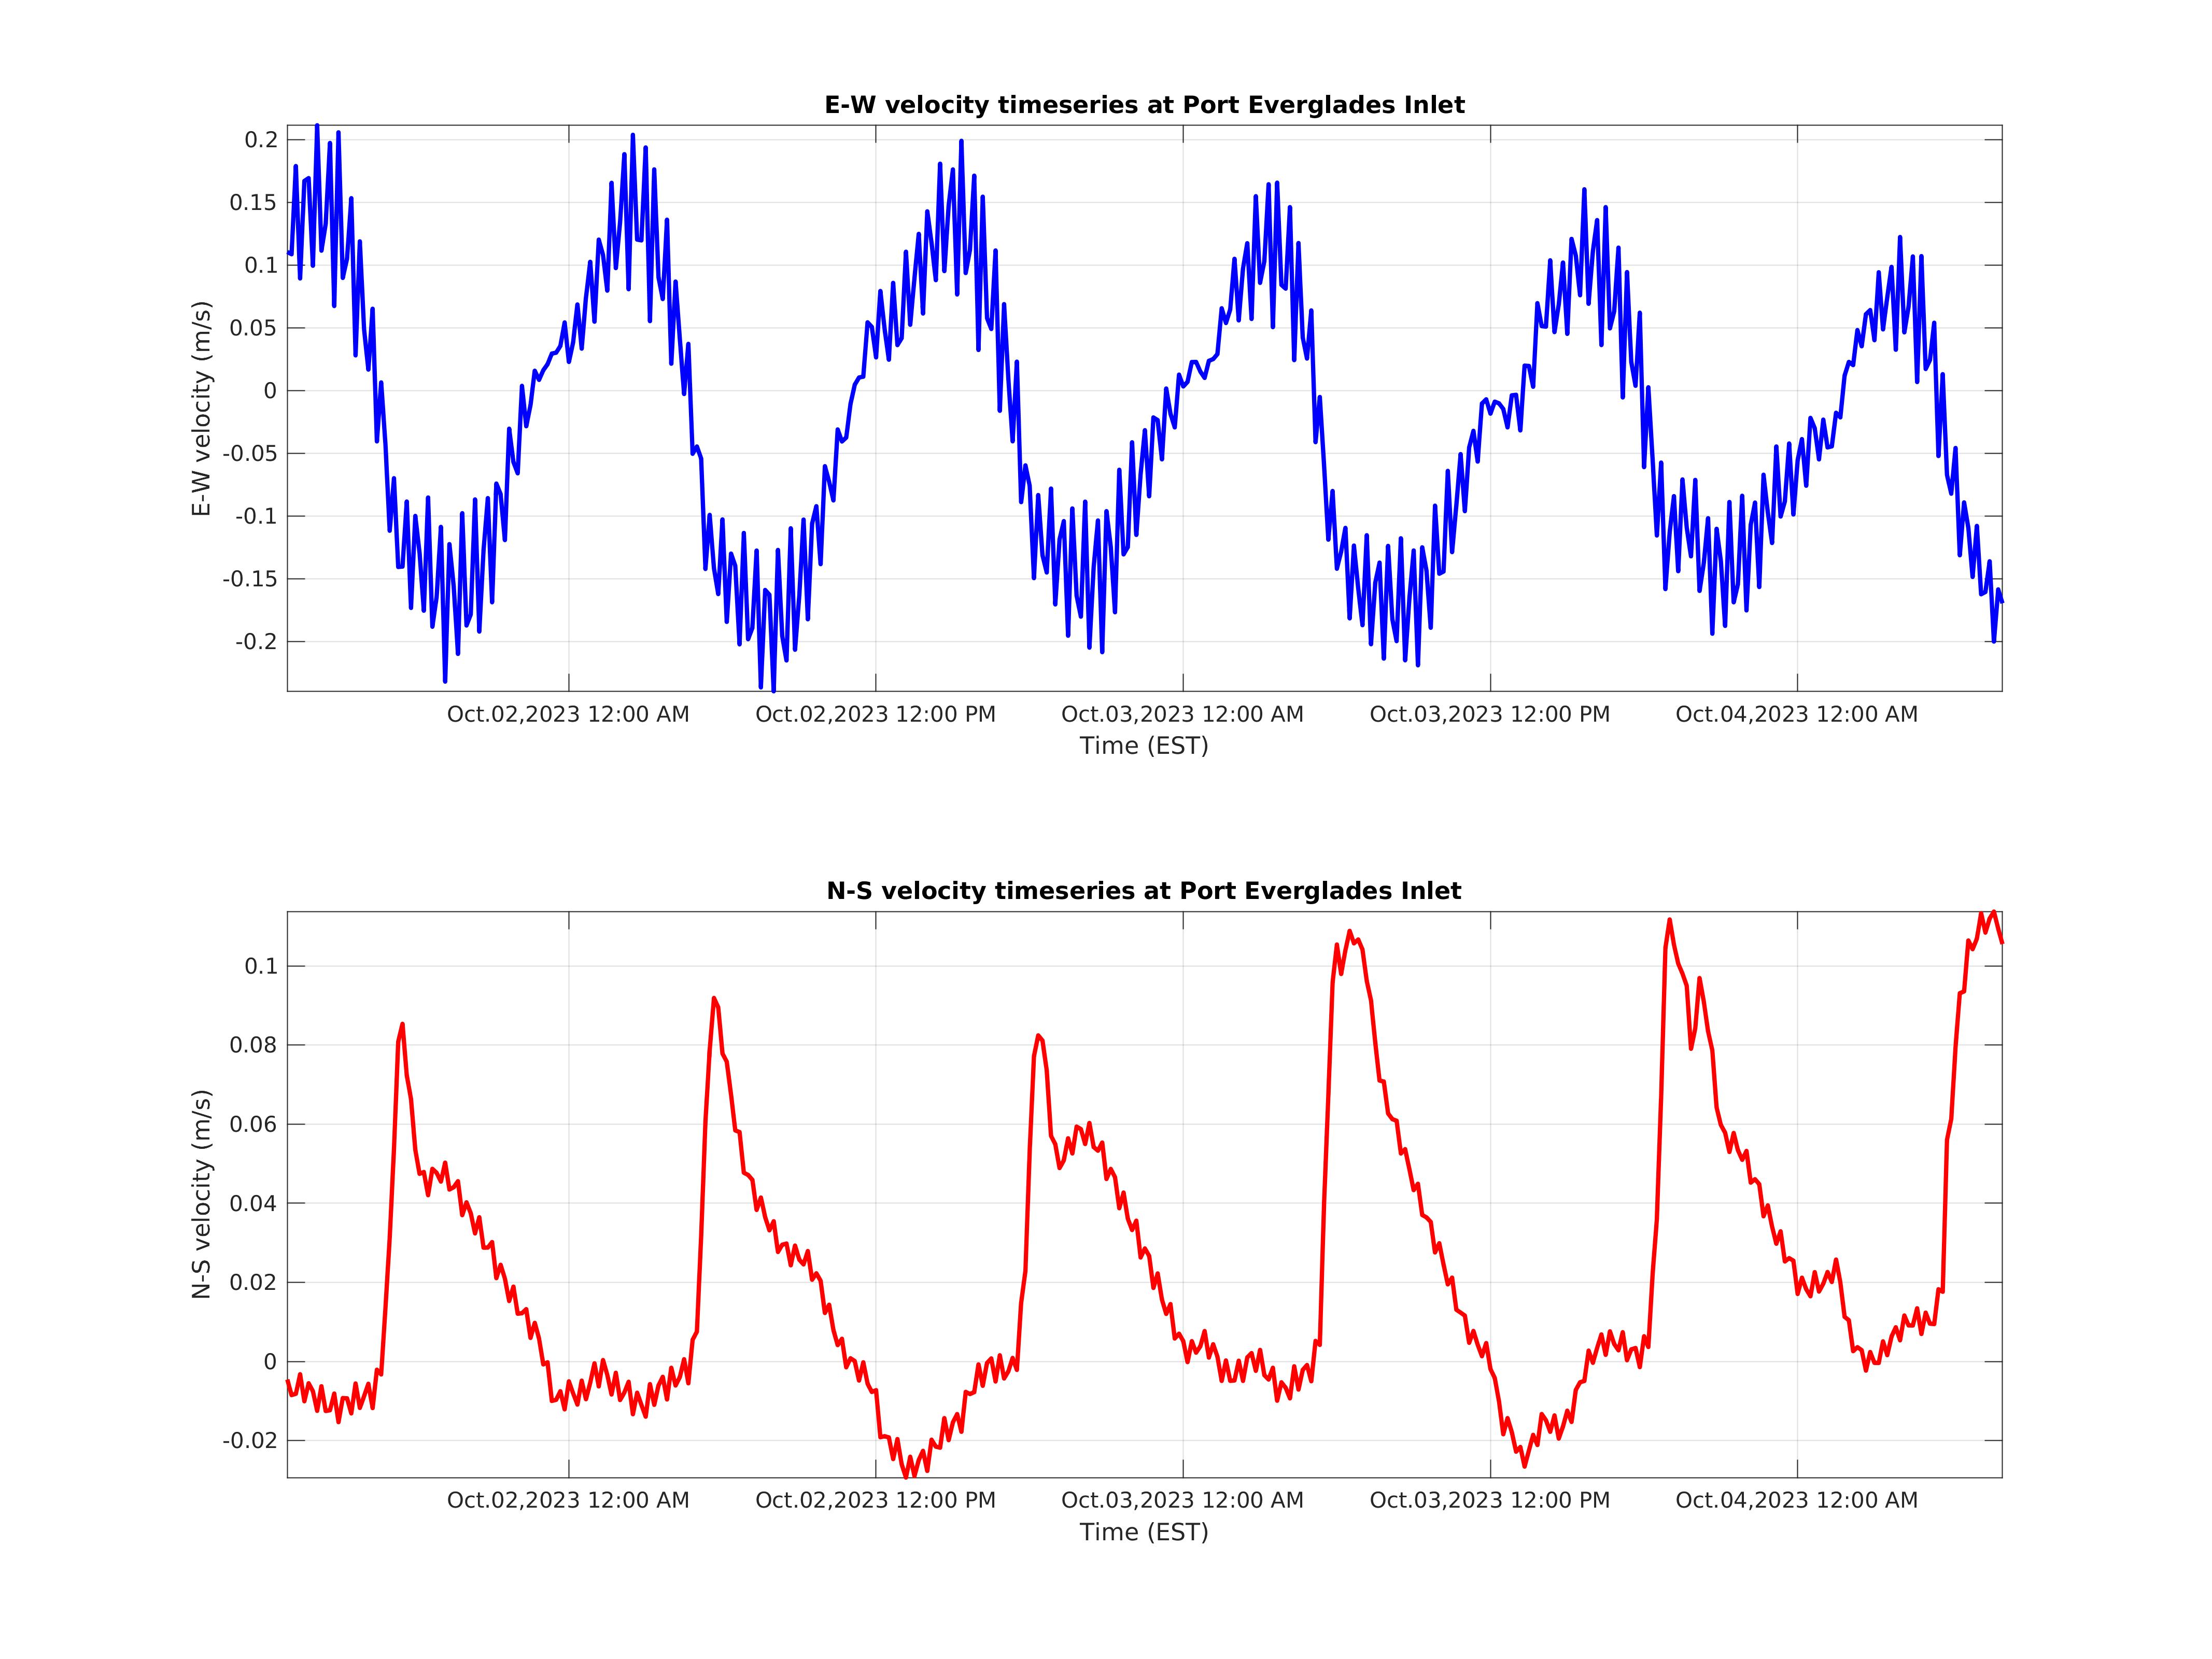 E-W velocity timeseries at Port Everglades Inlet
E-W velocity (m/s)
0.2
0.15
0.1
0.05
0
-0.05
-0.1
-0.15
-0.2
Oct.02,2023 12:00 AM
Oct.02,2023 12:00 PM
Oct.03,2023 12:00 AM
Oct.03,2023 12:00 PM
Oct.04,2023 12:00 AM
Time (EST)
N-S velocity timeseries at Port Everglades Inlet
N-S velocity (m/s)
0.1
0.08
0.06
0.04
0.02
0
-0.02
Oct.02,2023 12:00 AM
Oct.02,2023 12:00 PM
Oct.03,2023 12:00 AM
Oct.03,2023 12:00 PM
Oct.04,2023 12:00 AM
Time (EST)